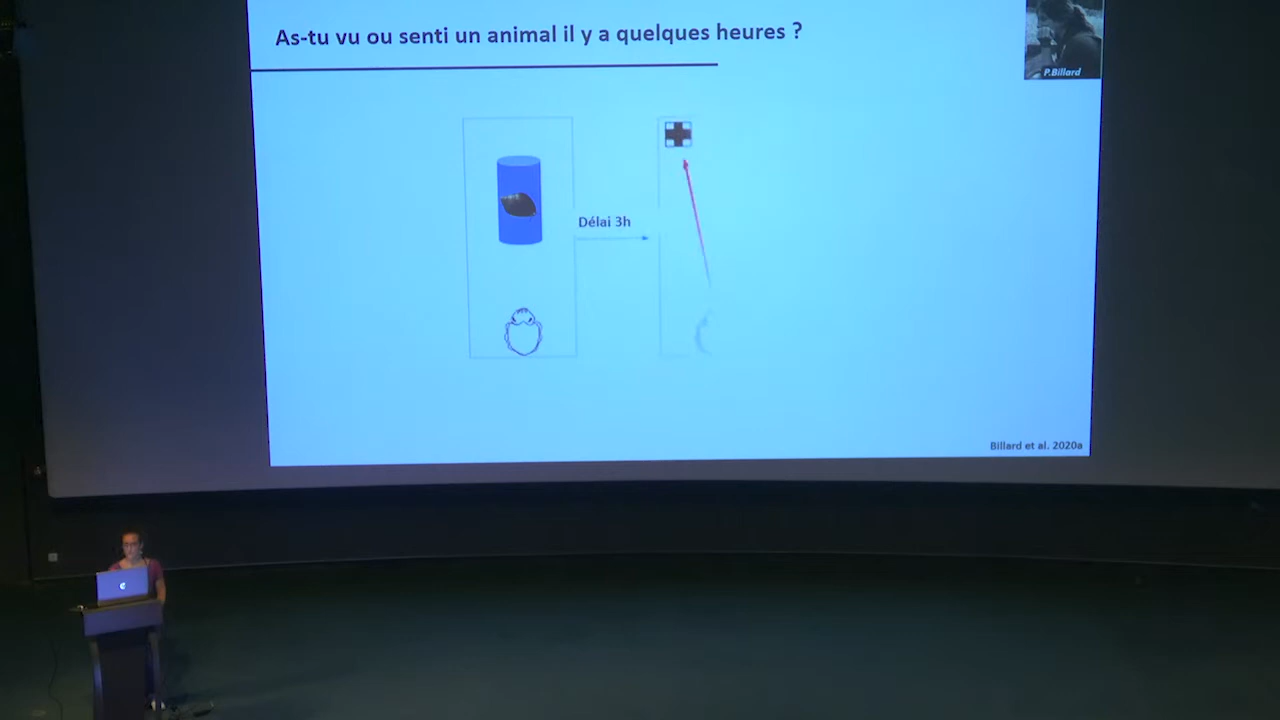 As-tu vu ou senti un animal il y a quelques heures ?
P.Billard
Délai 3h
Billard et al. 2020a